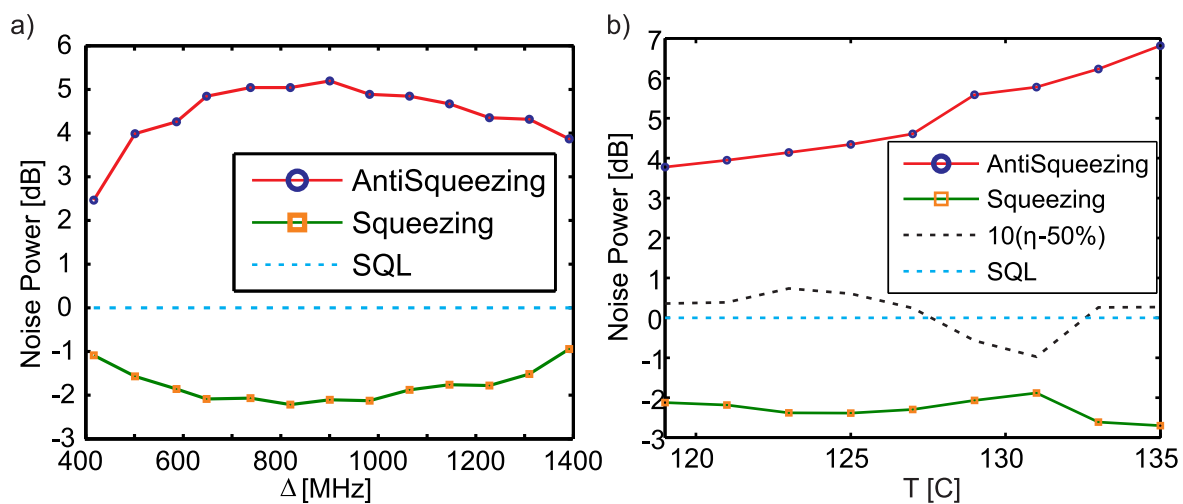 a)
Noise Power [dB]
6
5
4
3
2
1
0
-1
-2
-3
AntiSqueezing
Squeezing
SQL
400 600 800 1000 1200 1400
Δ [MHz]
b)
Noise Power [dB]
7
6
5
4
3
2
1
0
-1
-2
-3
AntiSqueezing
Squeezing
10(η-50%)
SQL
120 125 130 135
T [C]